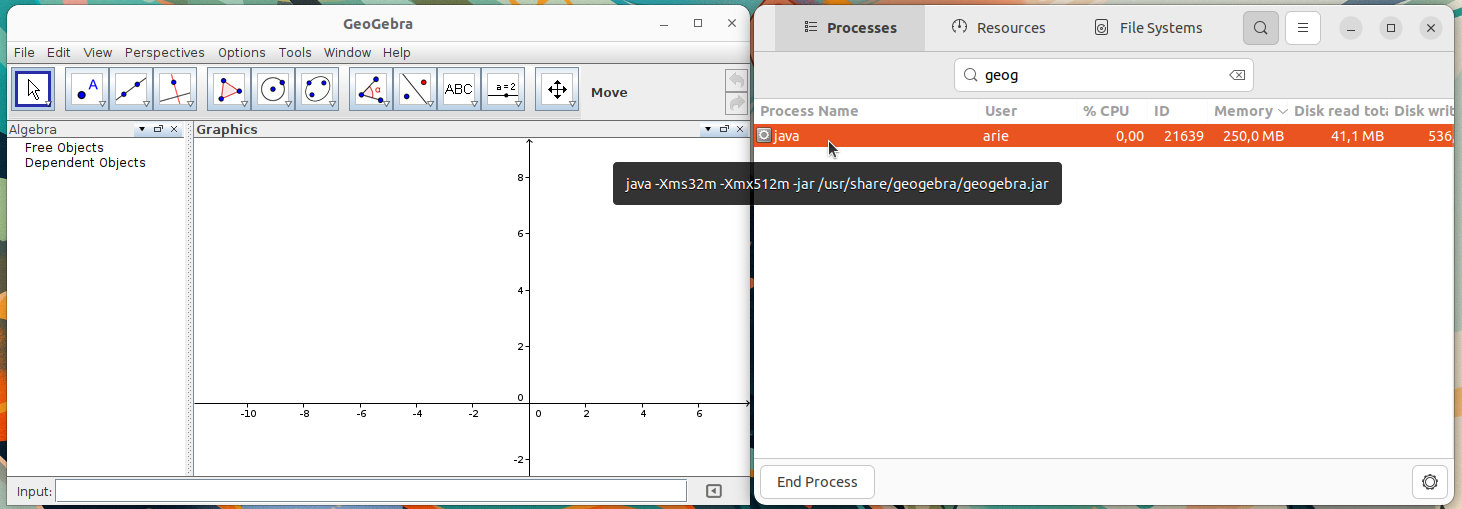 GeoGebra
File Edit View Perspectives Options Tools Window Help
A
α
ABC
a = 2
Move
Algebra
Free Objects
Dependent Objects
Graphics
8
6
4
2
0
-2
-10 -8 -6 -4 -2 0 2 4 6
Input:
Processes Resources File Systems
geog
Process Name User % CPU ID Memory Disk read tota Disk writ
java arie 0,00 21639 250,0 MB 41,1 MB 536,
java -Xms32m -Xmx512m -jar /usr/share/geogebra/geogebra.jar
End Process